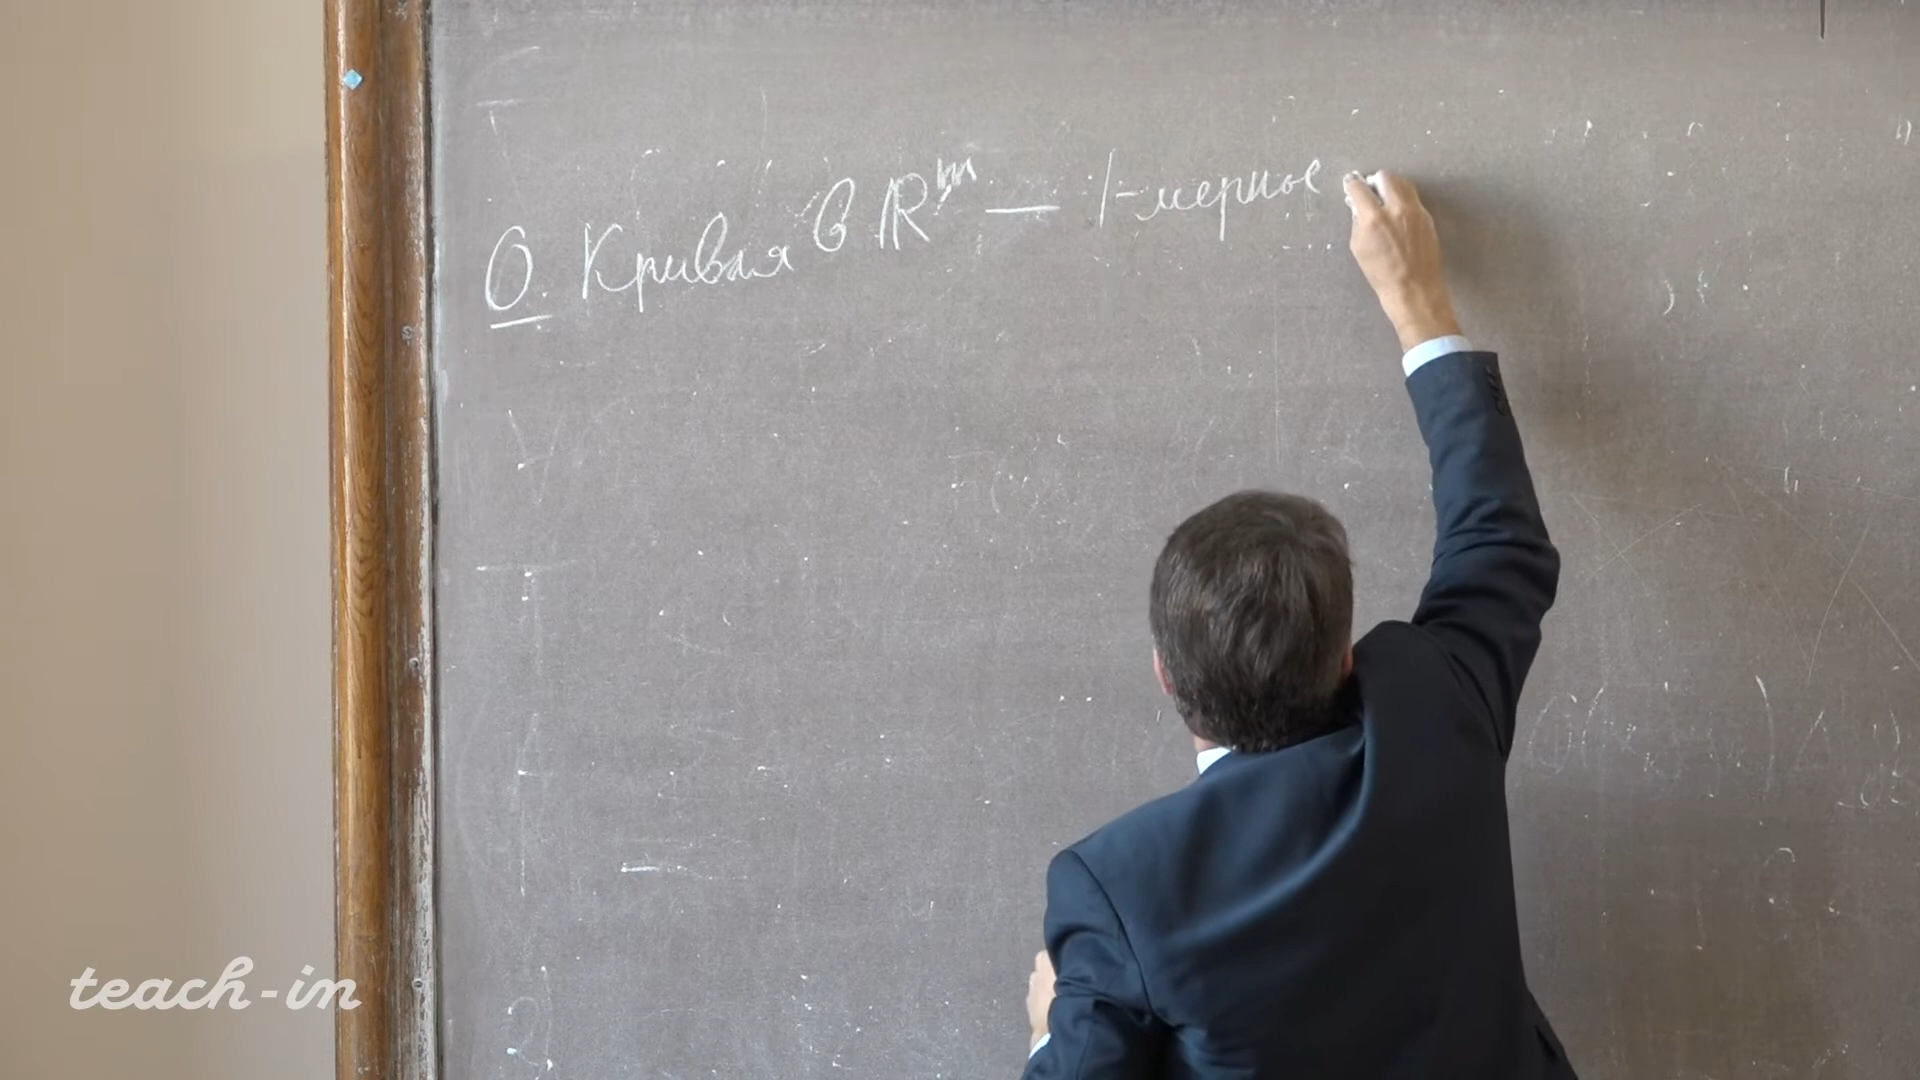 О. Кривая в ℝᵐ — 1-мерное
teach-in